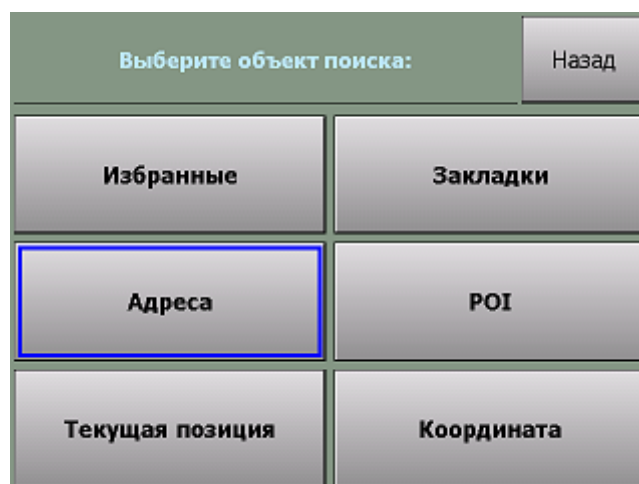 Выберите объект поиска:
Назад
Избранные
Закладки
Адреса
POI
Текущая позиция
Координата